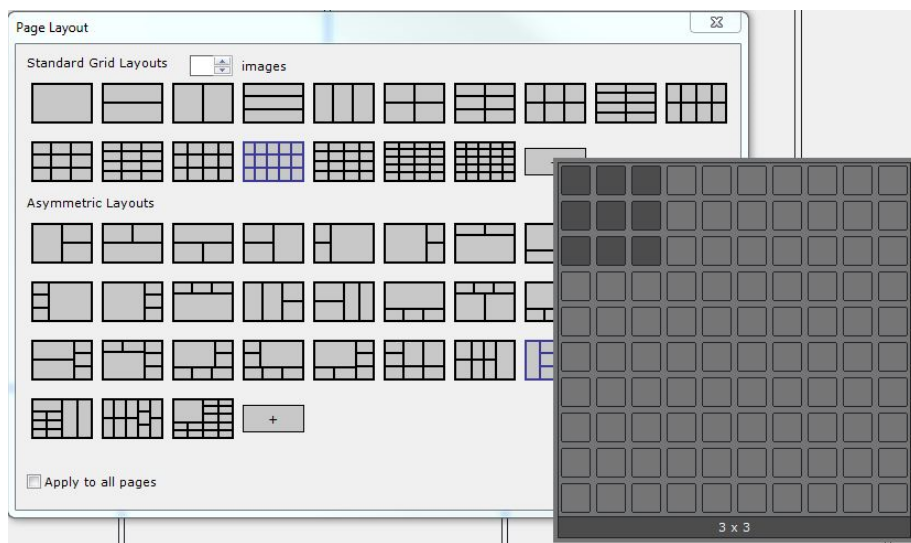 Page Layout
Standard Grid Layouts
images
Asymmetric Layouts
+
Apply to all pages
3 x 3